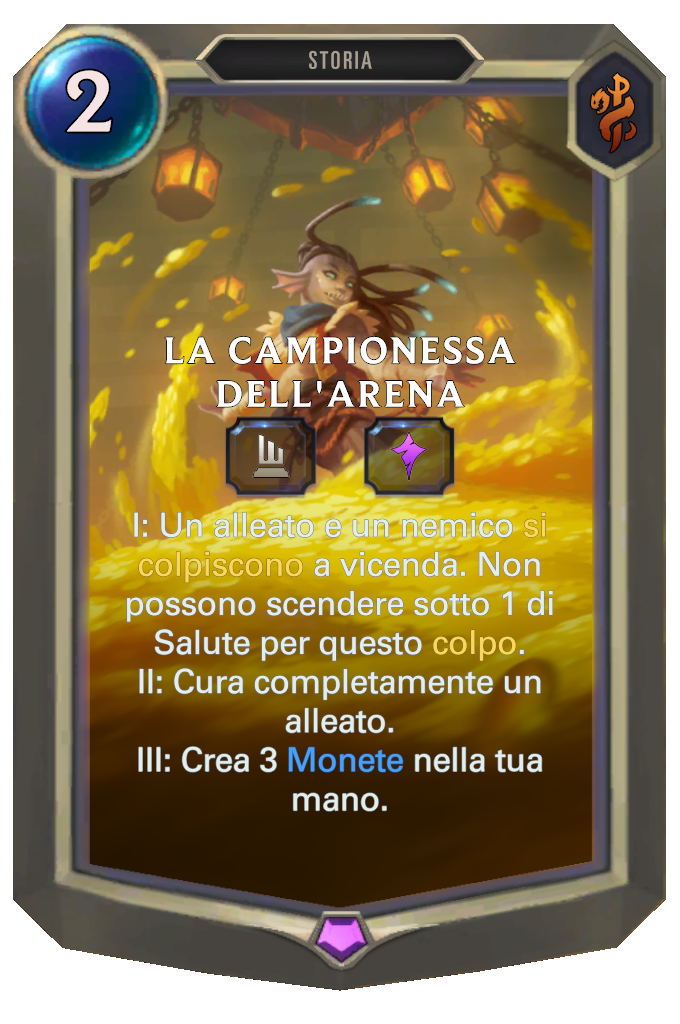 STORIA
2
LA CAMPIONESSA
DELL'ARENA
I: Un alleato e un nemico si
colpiscono a vicenda. Non
possono scendere sotto 1 di
Salute per questo colpo.
II: Cura completamente un
alleato.
III: Crea 3 Monete nella tua
mano.